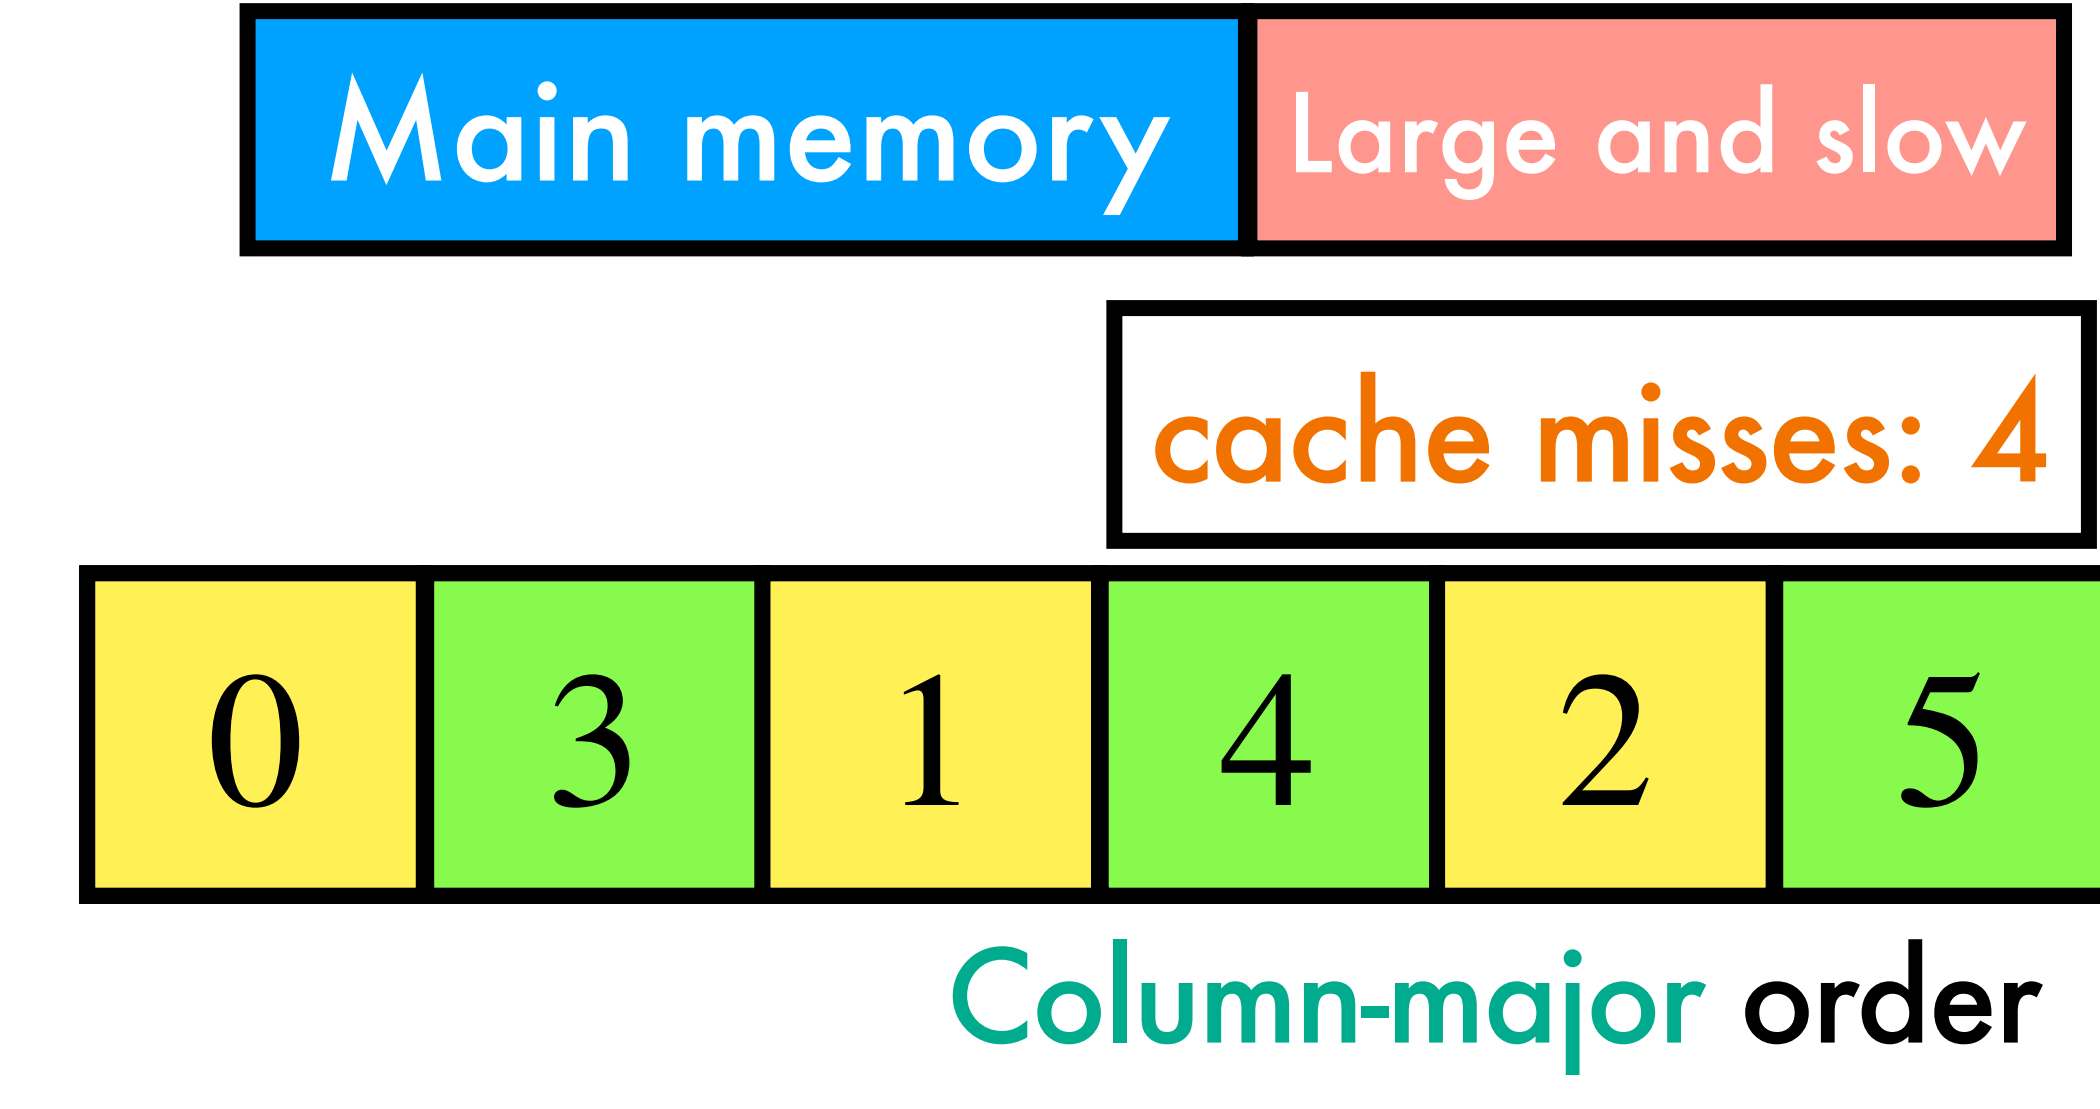 Main memory Large and slow
cache misses: 4
0 3 1 4 2 5
Column-major order